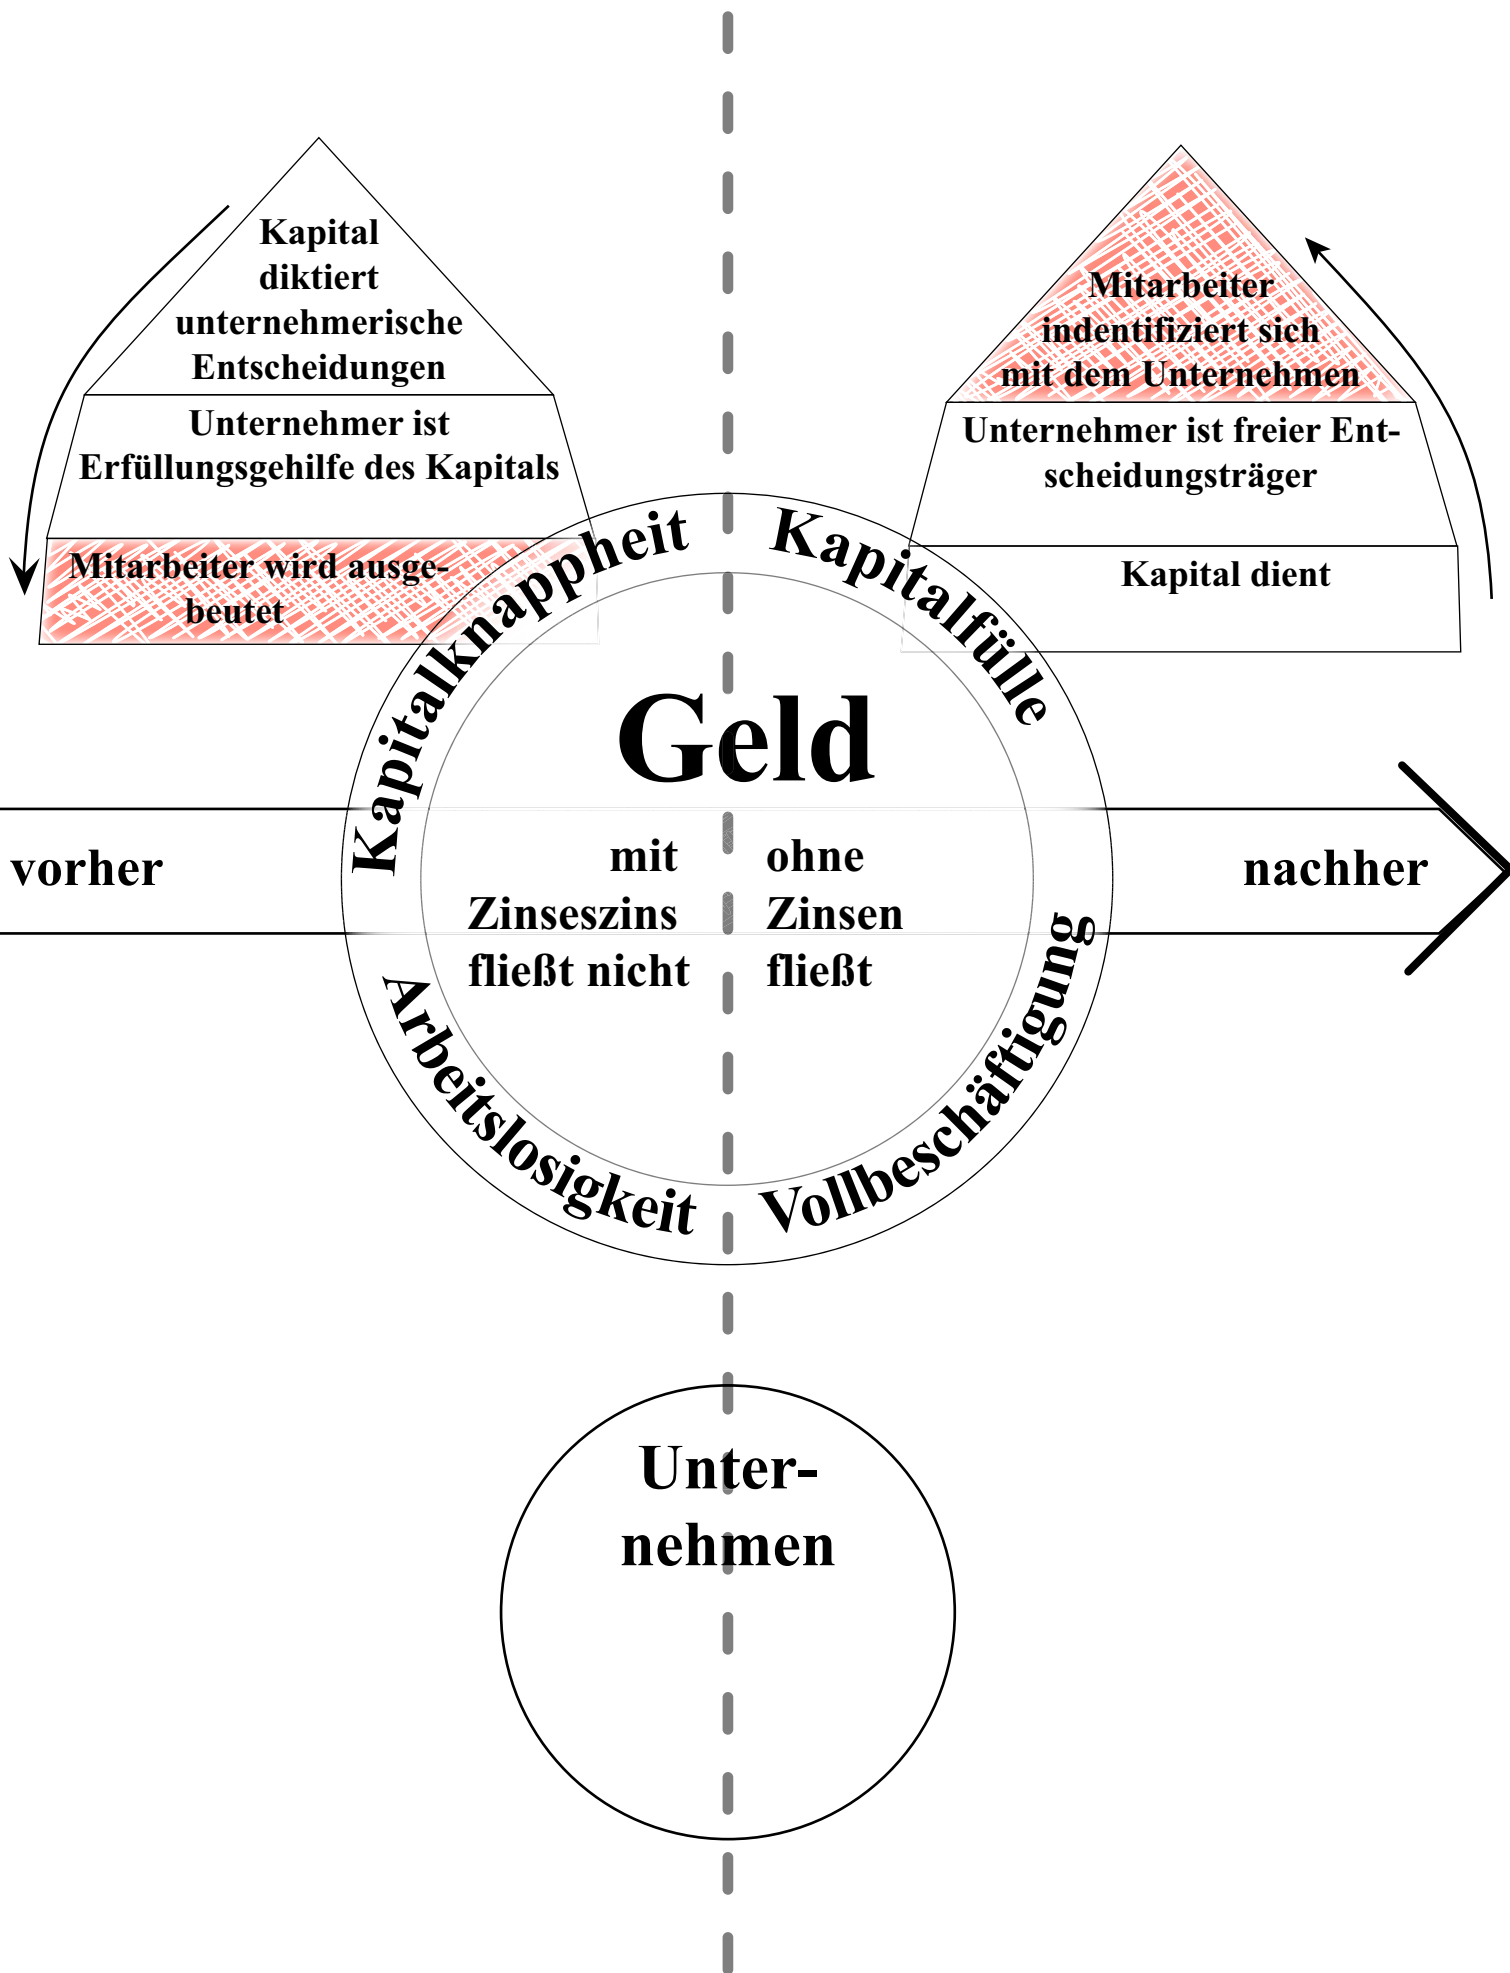 Kapital
diktiert
unternehmerische
Entscheidungen
Unternehmer ist
Erfüllungsgehilfe des Kapitals
Mitarbeiter wird ausge-
beutet
Mitarbeiter
indentifiziert sich
mit dem Unternehmen
Unternehmer ist freier Ent-
scheidungsträger
Kapital dient
Kapitalknappheit
Kapitalfülle
Geld
vorher
mit
Zinseszins
fließt nicht
ohne
Zinsen
fließt
nachher
Arbeitslosigkeit
Vollbeschäftigung
Unter-
nehmen